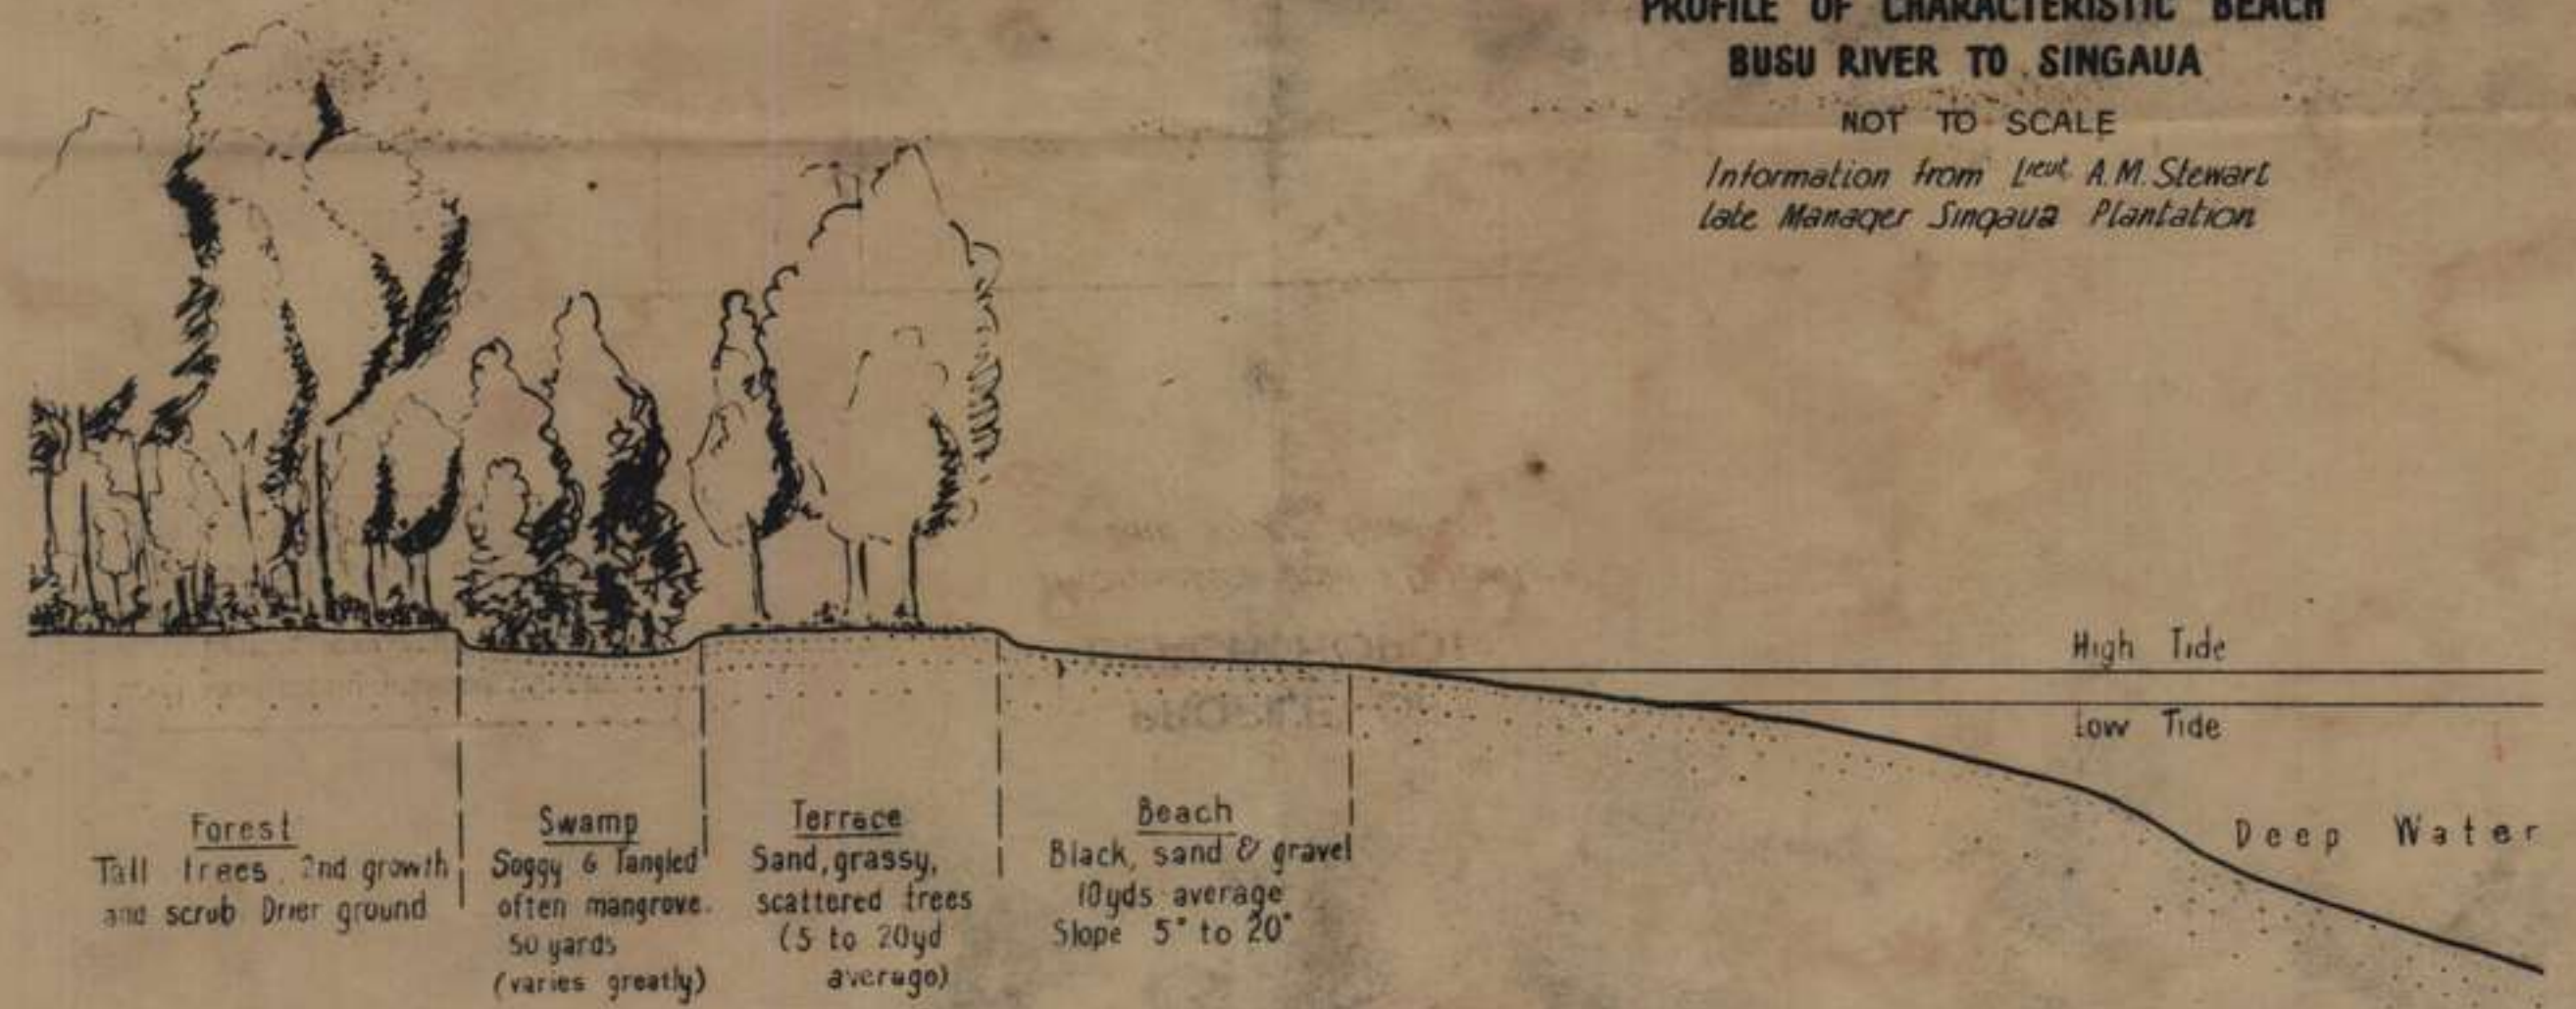 PROFILE OF CHARACTERISTIC BEACH
BUSU RIVER TO SINGAUA
NOT TO SCALE
Information from Lieut. A.M. Stewart
late Manager Singaua Plantation
High Tide
Low Tide
Deep Water
Forest
Tall trees, 2nd growth
and scrub Drier ground
Swamp
Soggy & Tangled
often mangrove.
50 yards
(varies greatly)
Terrace
Sand, grassy,
scattered trees
(5 to 20yd
average)
Beach
Black, sand & gravel
10yds average
Slope 5° to 20°